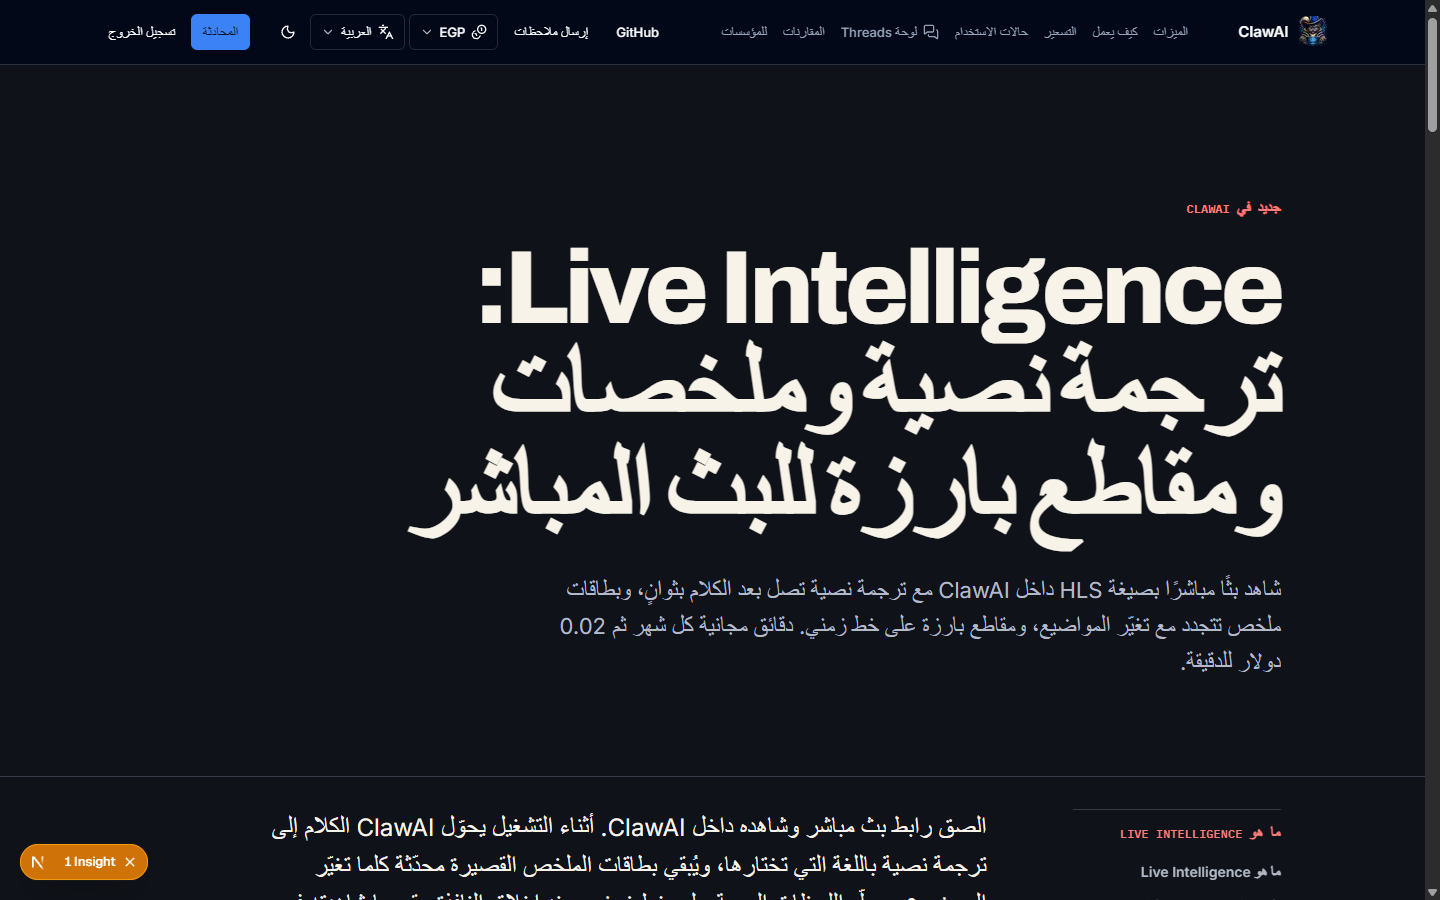 ClawAI
الميزات
كيف يعمل
التسعير
حالات الاستخدام
لوحة Threads
المقارنات
للمؤسسات
GitHub
إرسال ملاحظات
EGP
العربية
المحادثة
تسجيل الخروج
جديد في CLAWAI
Live Intelligence:
ترجمة نصية وملخصات
ومقاطع بارزة للبث المباشر
شاهد بثًا مباشرًا بصيغة HLS داخل ClawAI مع ترجمة نصية تصل بعد الكلام بثوانٍ، وبطاقات
ملخص تتجدد مع تغيّر المواضيع، ومقاطع بارزة على خط زمني. دقائق مجانية كل شهر ثم 0.02
دولار للدقيقة.
ما هو LIVE INTELLIGENCE
ما هو Live Intelligence
الصق رابط بث مباشر وشاهده داخل ClawAI. أثناء التشغيل يحوّل ClawAI الكلام إلى
ترجمة نصية باللغة التي تختارها، ويُبقي بطاقات الملخص القصيرة محدّثة كلما تغيّر
1 Insight